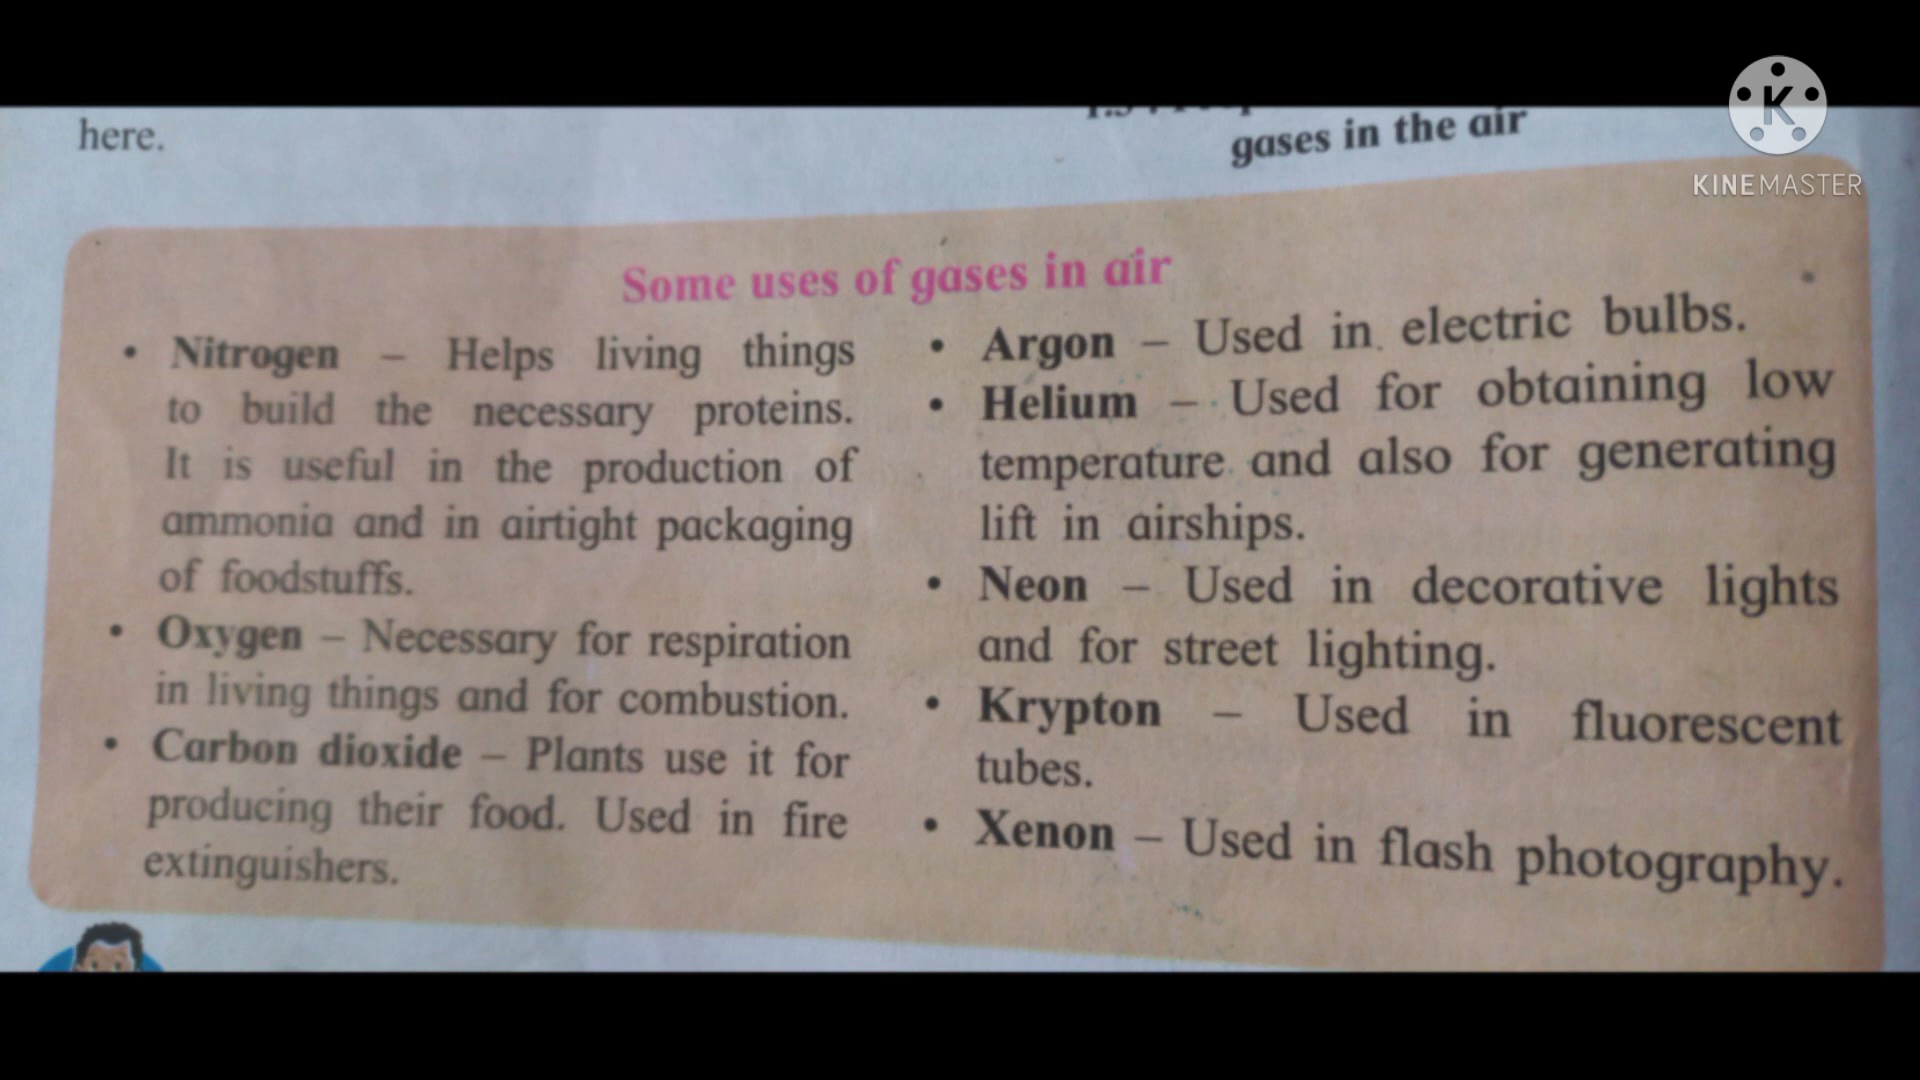 here.
gases in the air
KINEMASTER
Some uses of gases in air
• Nitrogen – Helps living things
to build the necessary proteins.
It is useful in the production of
ammonia and in airtight packaging
of foodstuffs.
• Oxygen – Necessary for respiration
in living things and for combustion.
• Carbon dioxide – Plants use it for
producing their food. Used in fire
extinguishers.
• Argon – Used in electric bulbs.
• Helium – Used for obtaining low
temperature and also for generating
lift in airships.
• Neon – Used in decorative lights
and for street lighting.
• Krypton – Used in fluorescent
tubes.
• Xenon – Used in flash photography.